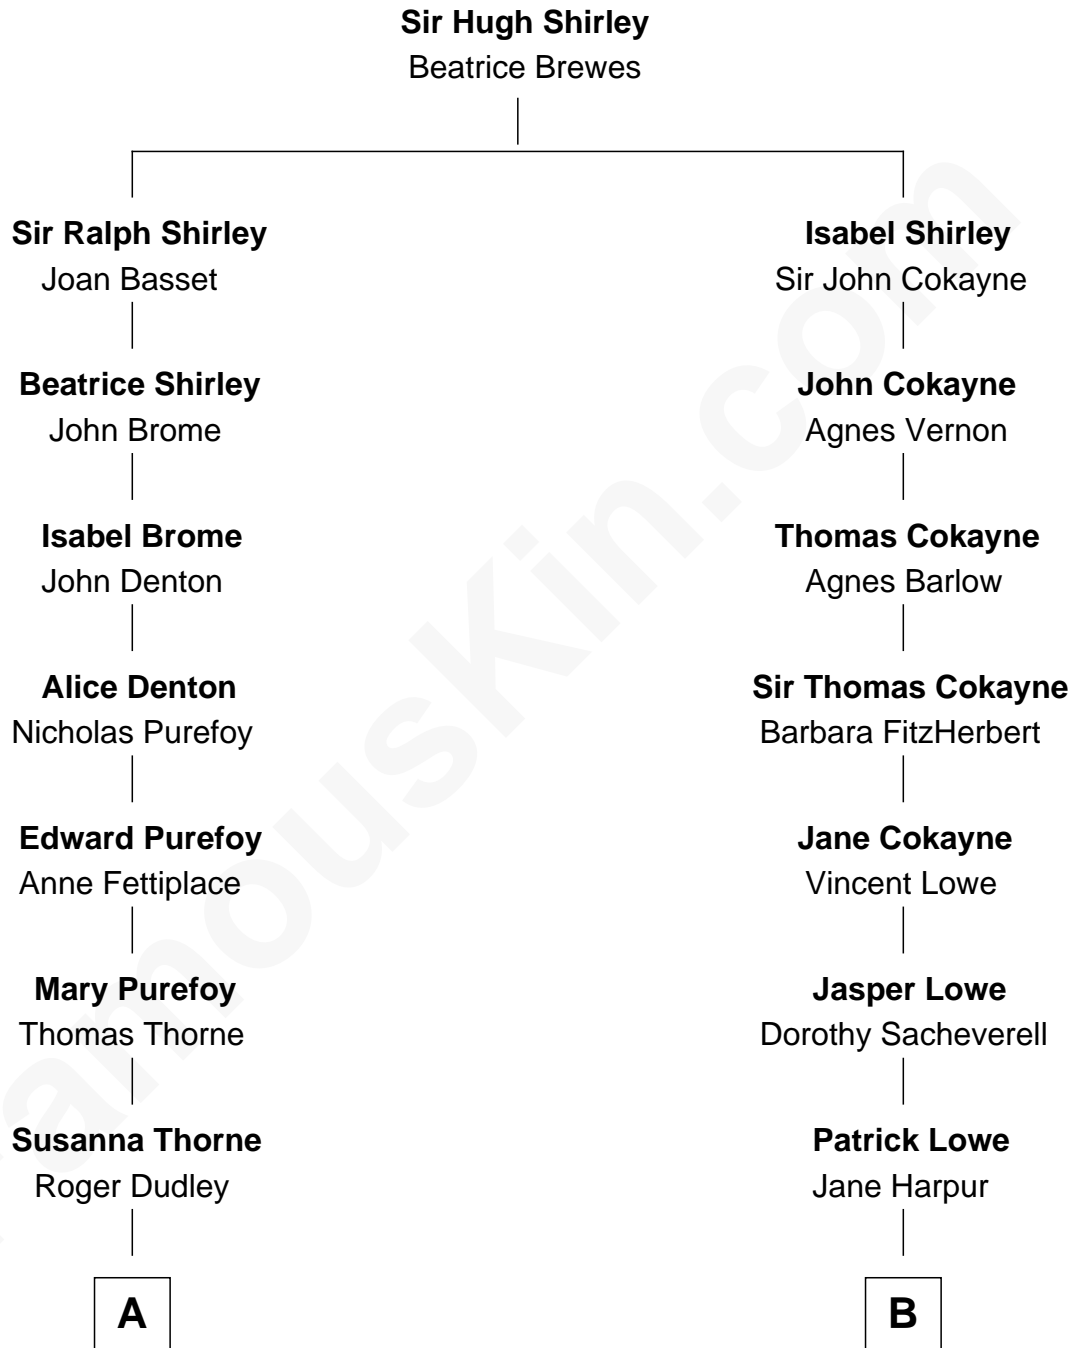 Sir Hugh Shirley
Beatrice Brewes
Sir Ralph Shirley
Joan Basset
Isabel Shirley
Sir John Cokayne
Beatrice Shirley
John Brome
John Cokayne
Agnes Vernon
Isabel Brome
John Denton
Thomas Cokayne
Agnes Barlow
Alice Denton
Nicholas Purefoy
Sir Thomas Cokayne
Barbara FitzHerbert
Edward Purefoy
Anne Fettiplace
Jane Cokayne
Vincent Lowe
Mary Purefoy
Thomas Thorne
Jasper Lowe
Dorothy Sacheverell
Susanna Thorne
Roger Dudley
Patrick Lowe
Jane Harpur
A
B
famouskin.com